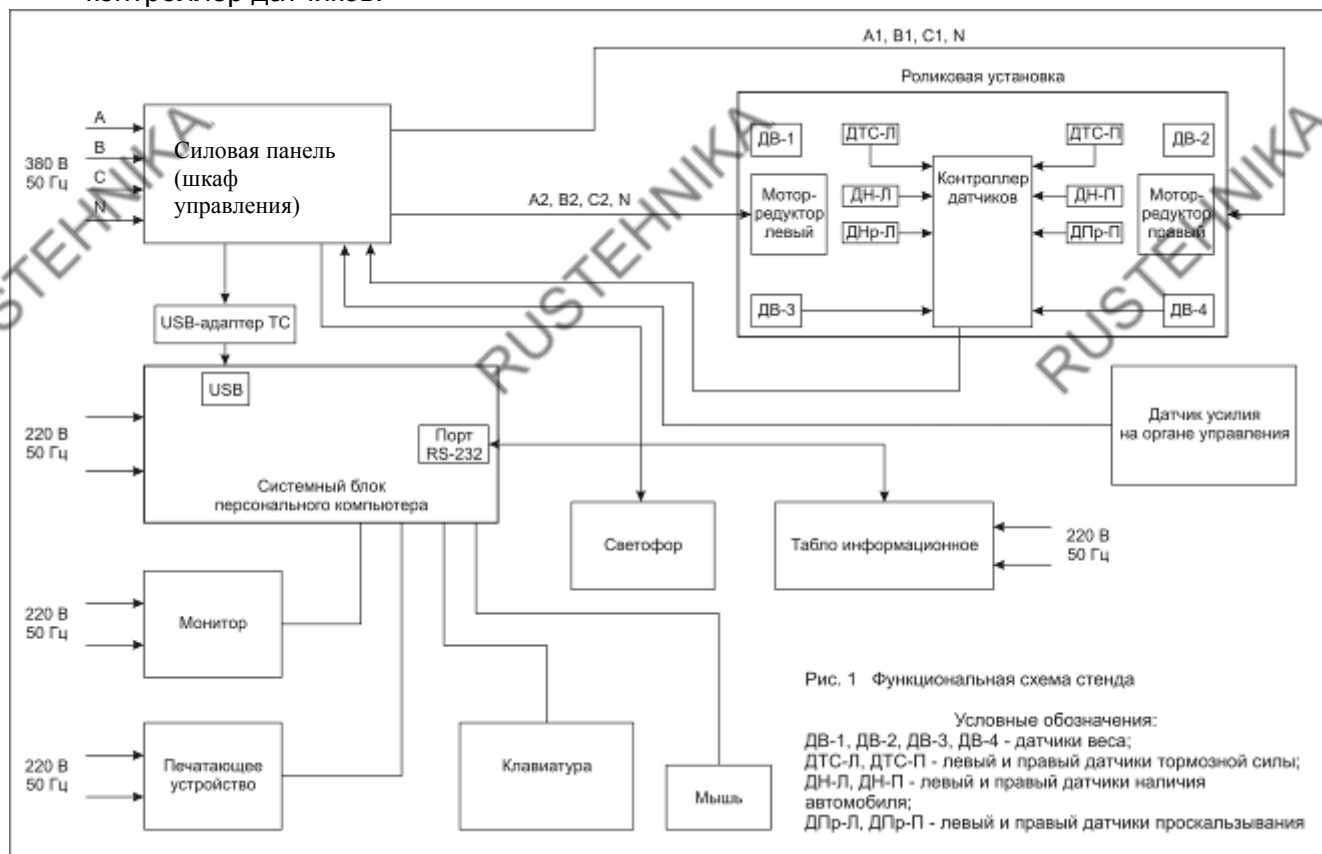 контроллер датчиков.
A1, B1, C1, N
Роликовая установка
A
B
C
N
380 В
50 Гц
Силовая панель
(шкаф
управления)
A2, B2, C2, N
ДВ-1
ДТС-Л
ДТС-П
ДВ-2
Мотор-
редуктор
левый
ДН-Л
ДНр-Л
Контроллер
датчиков
ДН-П
ДПр-П
Мотор-
редуктор
правый
ДВ-3
ДВ-4
USB-адаптер ТС
USB
220 В
50 Гц
Порт
RS-232
Системный блок
персонального компьютера
Датчик усилия
на органе управления
Светофор
Табло информационное
220 В
50 Гц
220 В
50 Гц
Монитор
220 В
50 Гц
Печатающее
устройство
Клавиатура
Мышь
Рис. 1 Функциональная схема стенда
Условные обозначения:
ДВ-1, ДВ-2, ДВ-3, ДВ-4 - датчики веса;
ДТС-Л, ДТС-П - левый и правый датчики тормозной силы;
ДН-Л, ДН-П - левый и правый датчики наличия
автомобиля;
ДПр-Л, ДПр-П - левый и правый датчики проскальзывания
RUSTEHNIKA
RUSTEHNIKA
RUSTEHNIKA